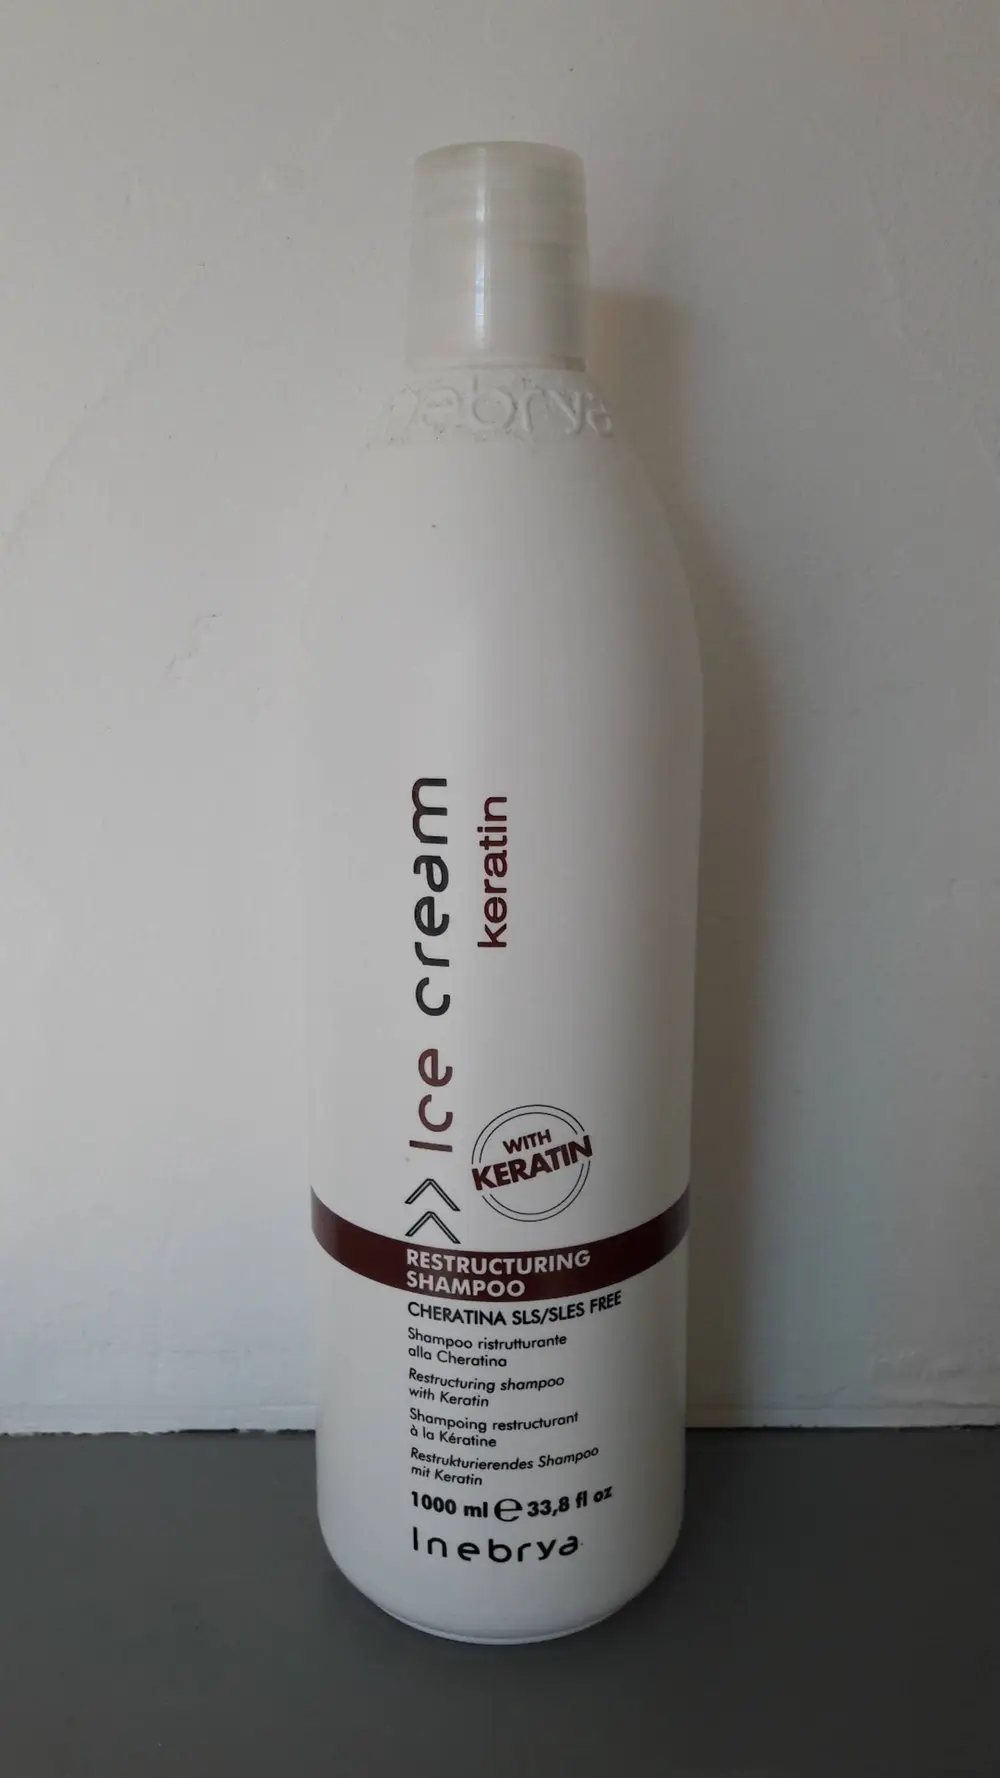 nebrya
>> Ice cream
keratin
WITH
KERATIN
RESTRUCTURING
SHAMPOO
CHERATINA SLS/SLES FREE
Shampoo ristrutturante
alla Cheratina
Restructuring shampoo
with Keratin
Shampoing restructurant
à la Kératine
Restrukturierendes Shampoo
mit Keratin
1000 ml e 33,8 fl oz
Inebrya